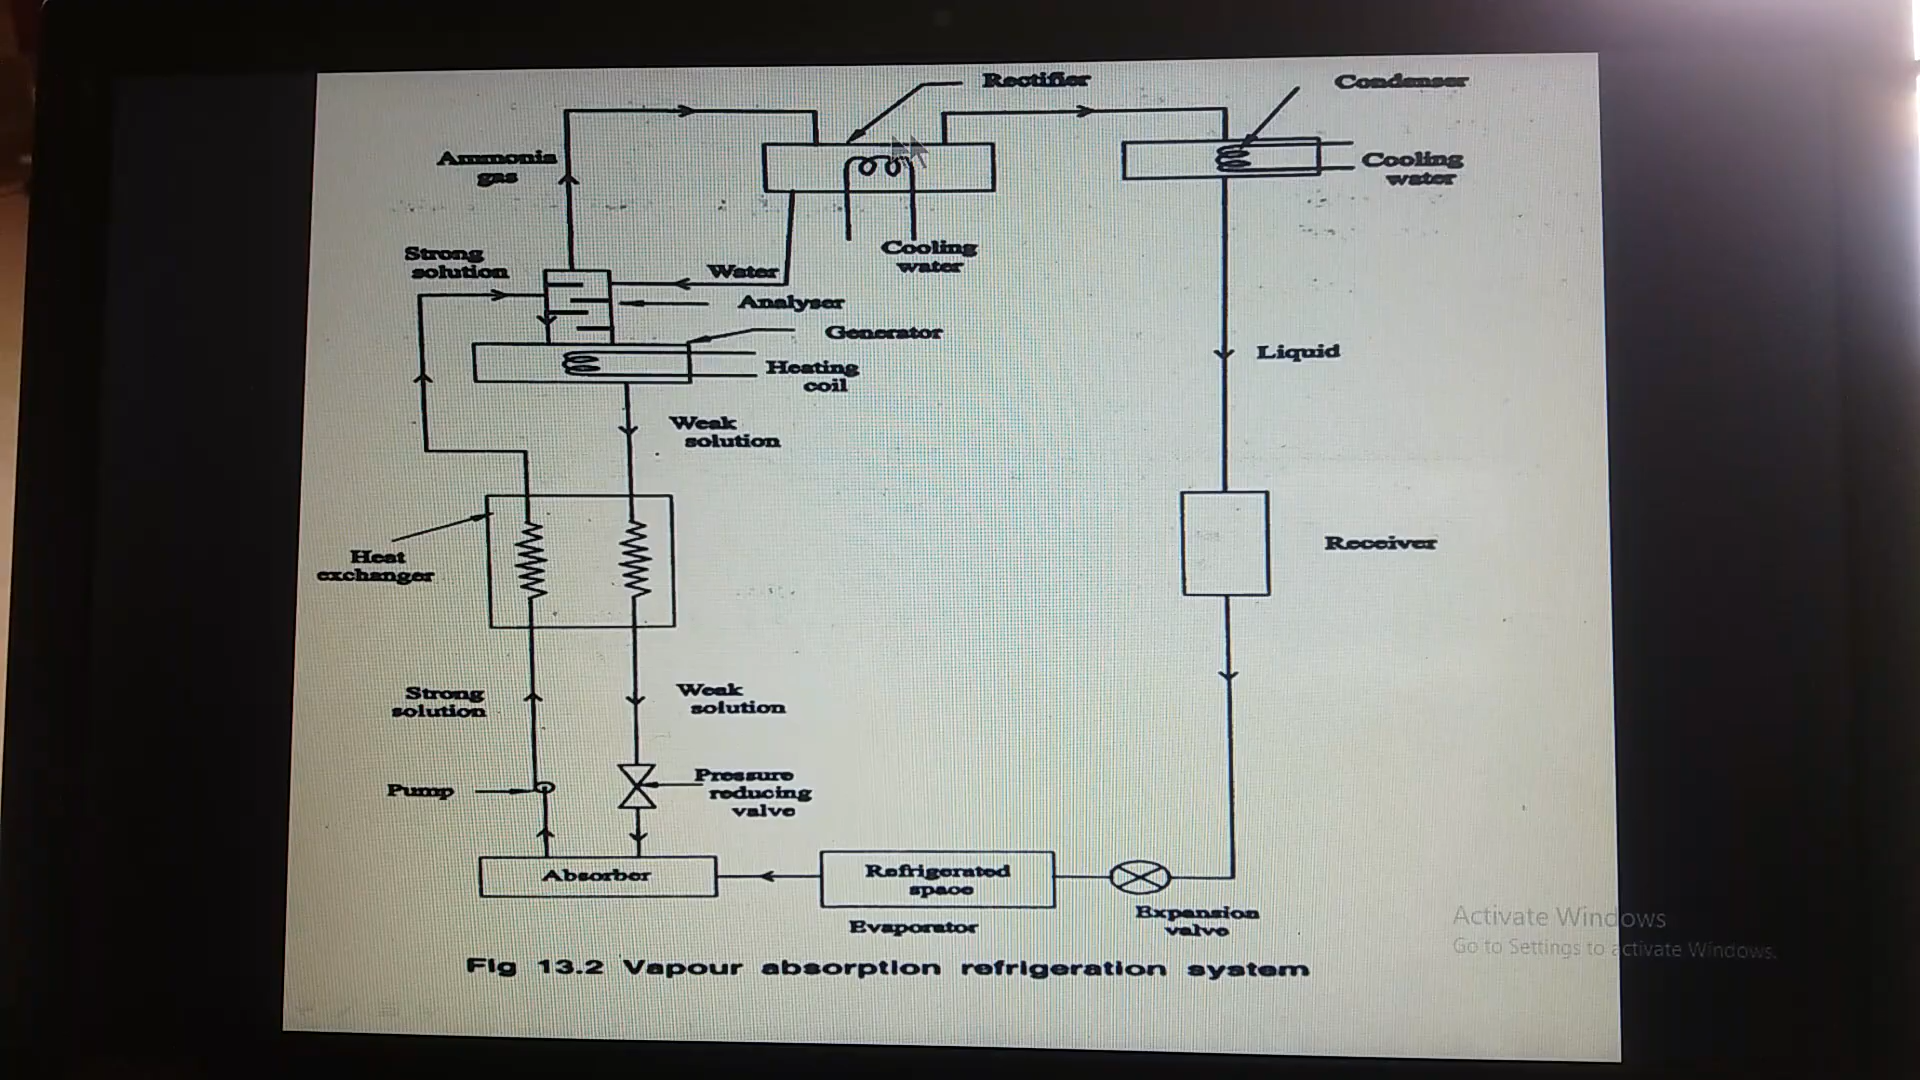 Rectifier
Condenser
Ammonia
gas
Cooling
water
Strong
solution
Cooling
water
Water
Analyser
Generator
Heating
coil
Liquid
Weak
solution
Heat
exchanger
Receiver
Strong
solution
Weak
solution
Pump
Pressure
reducing
valve
Absorber
Refrigerated
space
Evaporator
Expansion
valve
Activate Windows
Go to Settings to activate Windows.
Fig 13.2 Vapour absorption refrigeration system